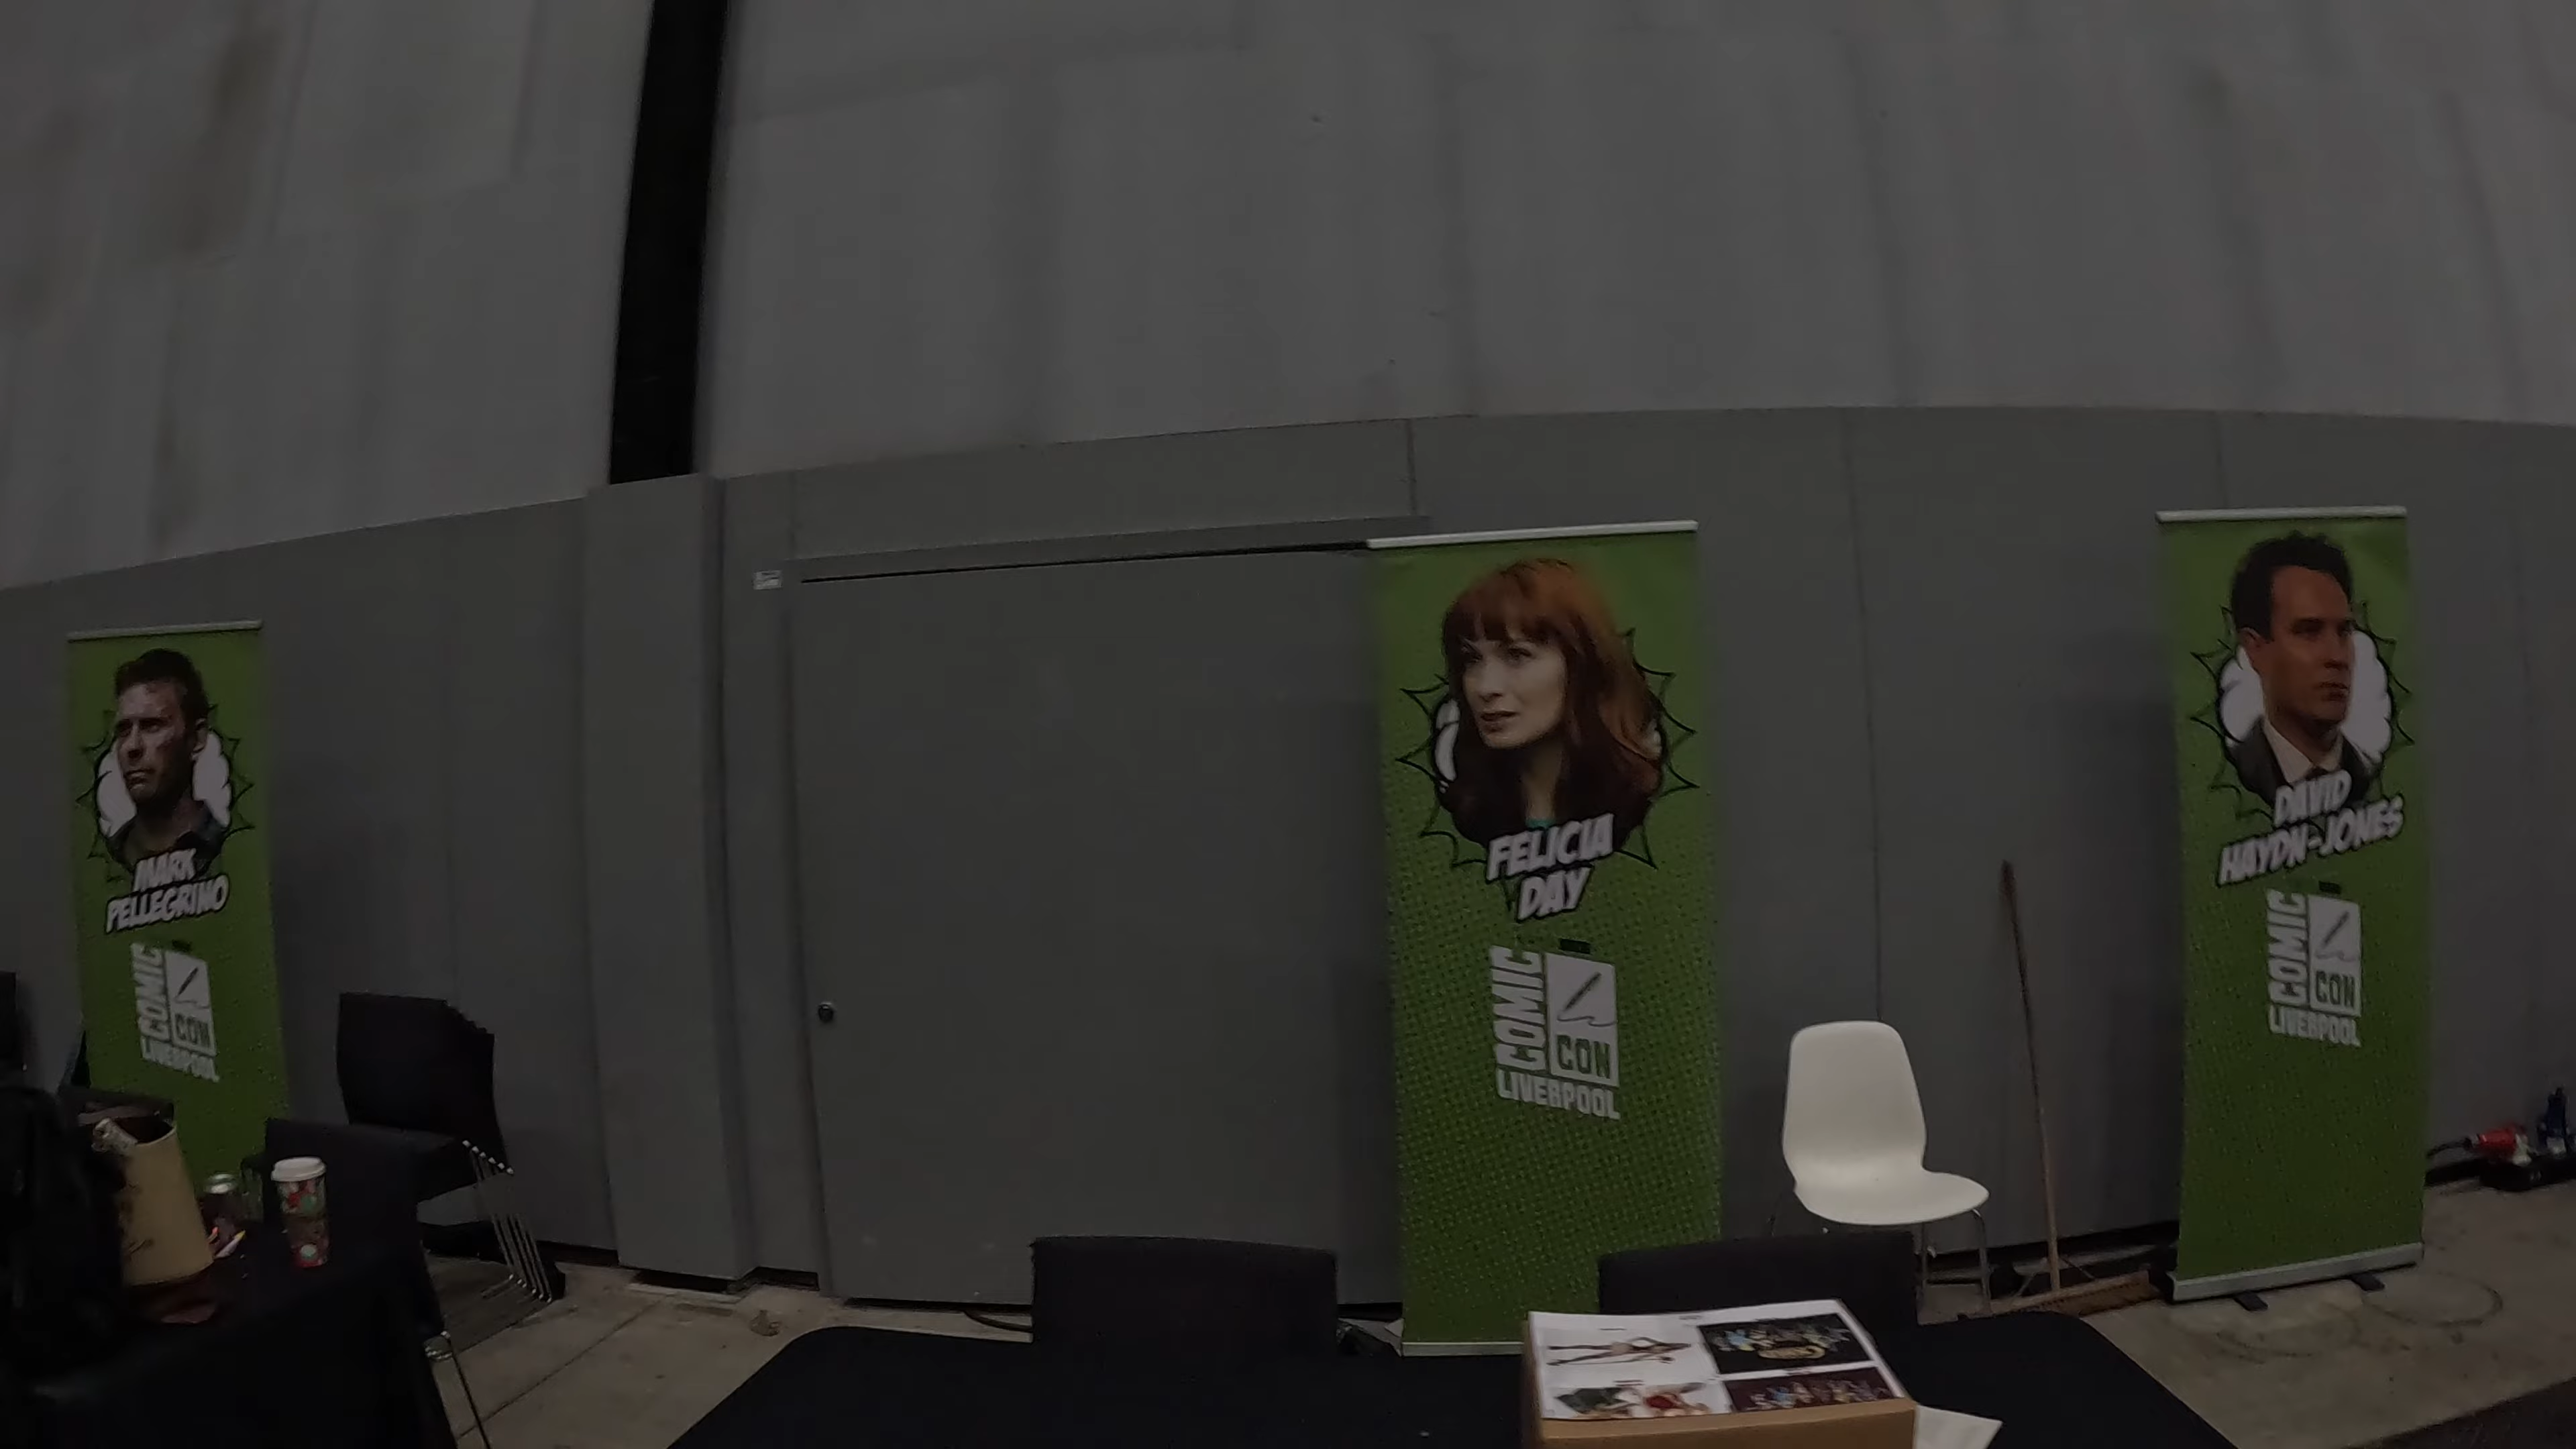 MARK
PELLEGRINO
COMIC
CON
LIVERPOOL
FELICIA
DAY
COMIC
CON
LIVERPOOL
DAVID
HAYDN-JONES
COMIC
CON
LIVERPOOL